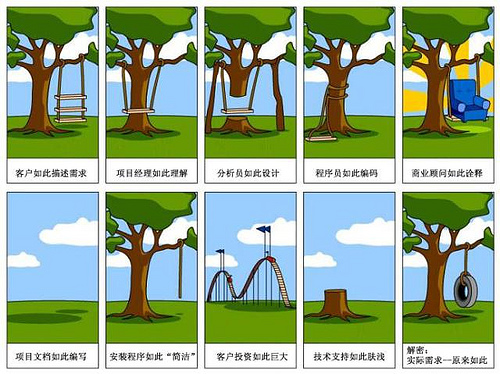 客户如此描述需求
项目经理如此理解
分析员如此设计
程序员如此编码
商业顾问如此诠释
项目文档如此编写
安装程序如此“简洁”
客户投资如此巨大
技术支持如此肤浅
解密:
实际需求--原来如此